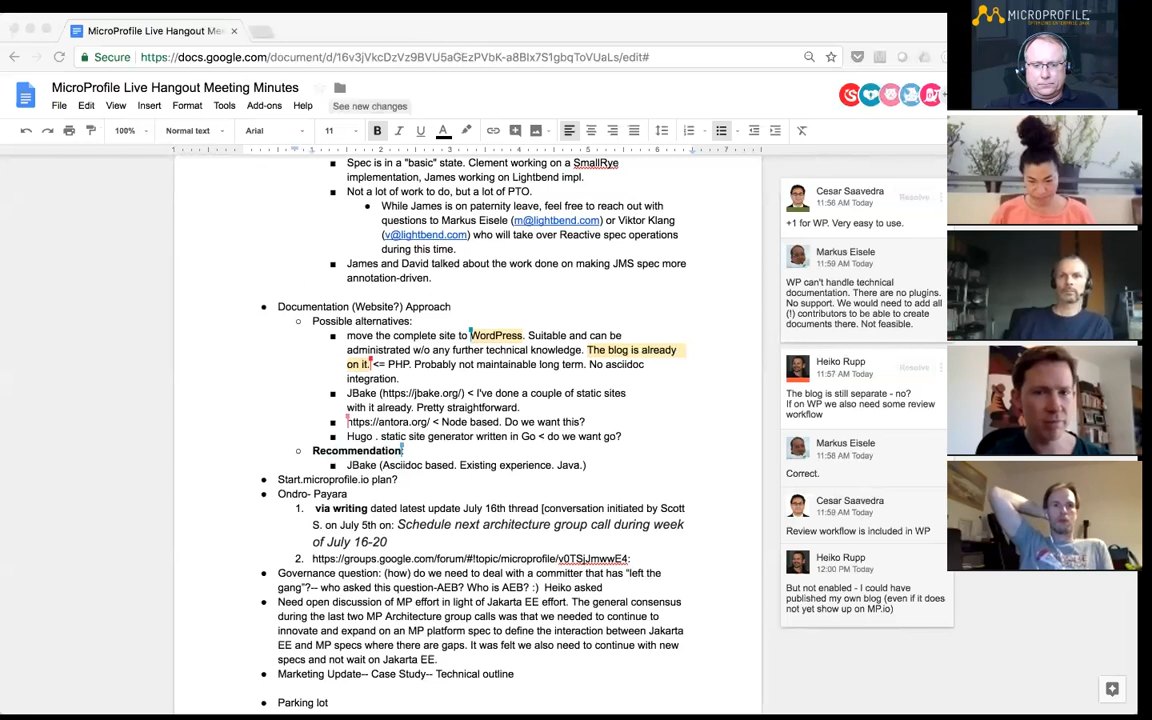 MicroProfile Live Hangout Mee
Secure
https://docs.google.com/document/d/16v3jVkcDzVz9BVU5aGEzPVbK-a8BIx7S1gbqToVUaLs/edit#
MICROPROFILE
OPTIMIZING ENTERPRISE JAVA
MicroProfile Live Hangout Meeting Minutes
File Edit View Insert Format Tools Add-ons Help See new changes
100% Normal text Arial 11 B I U A
1 1 2 3 4 5 6 7
Spec is in a "basic" state. Clement working on a SmallRye
implementation, James working on Lightbend impl.
Not a lot of work to do, but a lot of PTO.
While James is on paternity leave, feel free to reach out with
questions to Markus Eisele (m@lightbend.com) or Viktor Klang
(v@lightbend.com) who will take over Reactive spec operations
during this time.
James and David talked about the work done on making JMS spec more
annotation-driven.
Documentation (Website?) Approach
Possible alternatives:
move the complete site to WordPress. Suitable and can be
administrated w/o any further technical knowledge. The blog is already
on it. <= PHP. Probably not maintainable long term. No asciidoc
integration.
JBake (https://jbake.org/) < I've done a couple of static sites
with it already. Pretty straightforward.
https://antora.org/ < Node based. Do we want this?
Hugo . static site generator written in Go < do we want go?
Recommendation:
JBake (Asciidoc based. Existing experience. Java.)
Start.microprofile.io plan?
Ondro- Payara
1. via writing dated latest update July 16th thread [conversation initiated by Scott
S. on July 5th on: Schedule next architecture group call during week
of July 16-20
2. https://groups.google.com/forum/#!topic/microprofile/v0TSjJmwwE4:
Governance question: (how) do we need to deal with a committer that has "left the
gang"?-- who asked this question-AEB? Who is AEB? :) Heiko asked
Need open discussion of MP effort in light of Jakarta EE effort. The general consensus
during the last two MP Architecture group calls was that we needed to continue to
innovate and expand on an MP platform spec to define the interaction between Jakarta
EE and MP specs where there are gaps. It was felt we also need to continue with new
specs and not wait on Jakarta EE.
Marketing Update-- Case Study-- Technical outline
Parking lot
Cesar Saavedra
11:56 AM Today
Resolve
+1 for WP. Very easy to use.
Markus Eisele
11:59 AM Today
WP can't handle technical
documentation. There are no plugins.
No support. We would need to add all
(!) contributors to be able to create
documents there. Not feasible.
Heiko Rupp
11:57 AM Today
Resolve
The blog is still separate - no?
If on WP we also need some review
workflow
Markus Eisele
11:58 AM Today
Correct.
Cesar Saavedra
11:59 AM Today
Review workflow is included in WP
Heiko Rupp
12:00 PM Today
But not enabled - I could have
published my own blog (even if it does
not yet show up on MP.io)